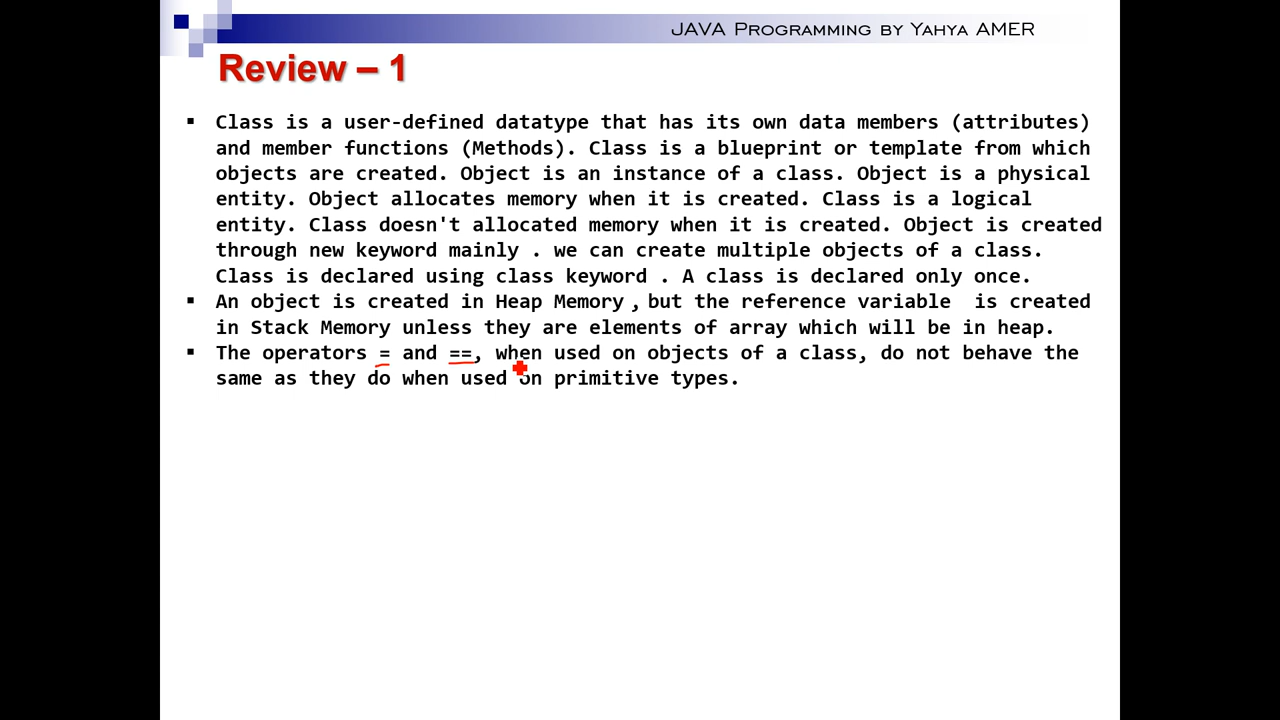 JAVA Programming by Yahya AMER
Review – 1
▪ Class is a user-defined datatype that has its own data members (attributes)
and member functions (Methods). Class is a blueprint or template from which
objects are created. Object is an instance of a class. Object is a physical
entity. Object allocates memory when it is created. Class is a logical
entity. Class doesn't allocated memory when it is created. Object is created
through new keyword mainly . we can create multiple objects of a class.
Class is declared using class keyword . A class is declared only once.
▪ An object is created in Heap Memory , but the reference variable is created
in Stack Memory unless they are elements of array which will be in heap.
▪ The operators = and ==, when used on objects of a class, do not behave the
same as they do when used on primitive types.